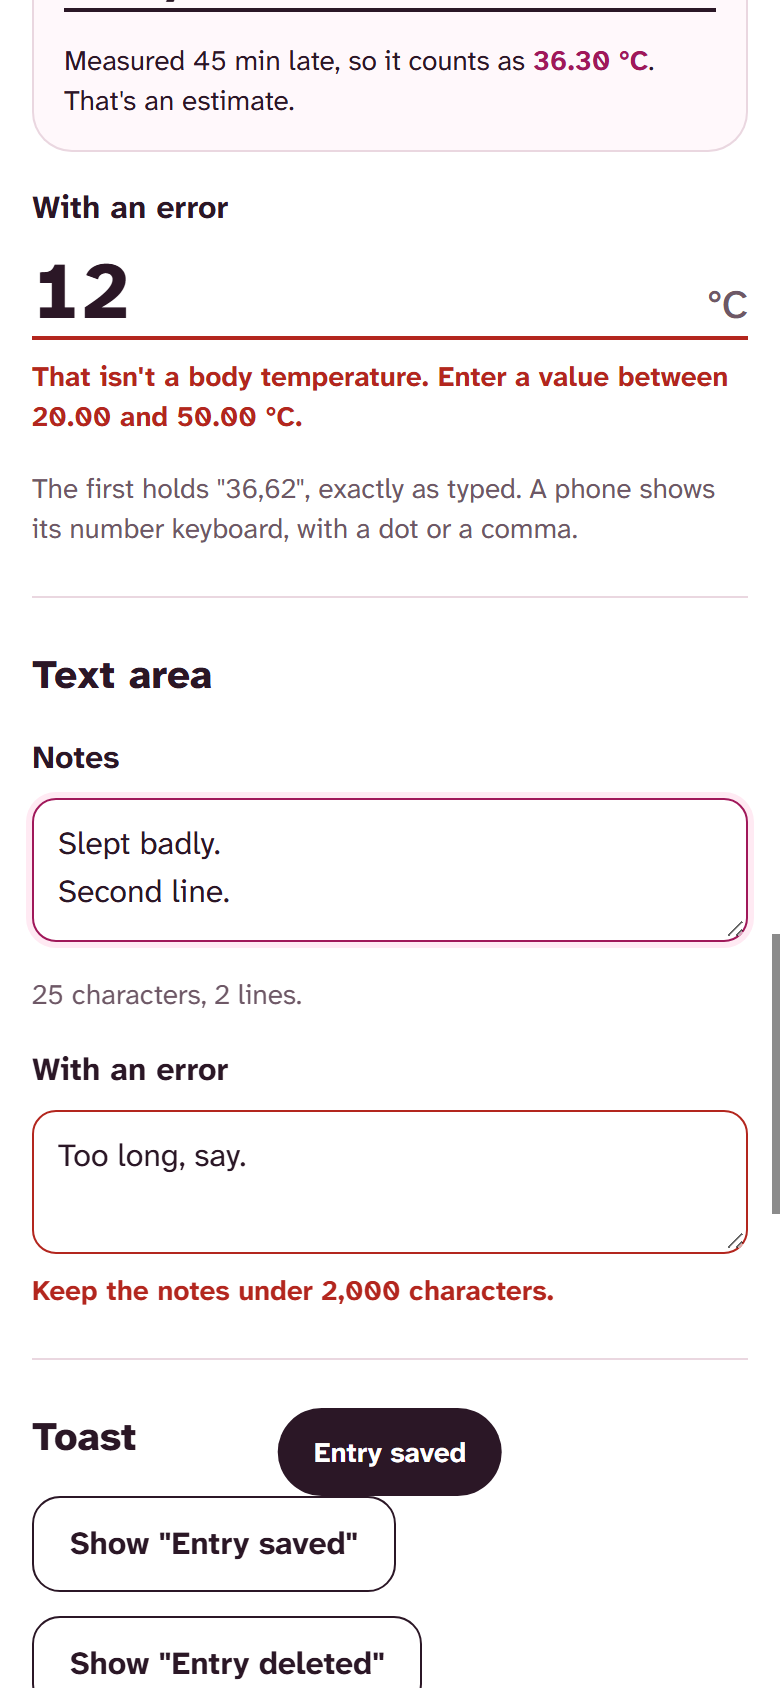 Measured 45 min late, so it counts as 36.30 °C.
That's an estimate.
With an error
12
°C
That isn't a body temperature. Enter a value between
20.00 and 50.00 °C.
The first holds "36,62", exactly as typed. A phone shows
its number keyboard, with a dot or a comma.
Text area
Notes
Slept badly.
Second line.
25 characters, 2 lines.
With an error
Too long, say.
Keep the notes under 2,000 characters.
Toast
Entry saved
Show "Entry saved"
Show "Entry deleted"